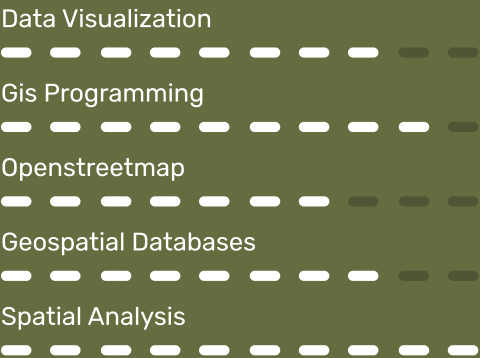 Data Visualization
Gis Programming
Openstreetmap
Geospatial Databases
Spatial Analysis